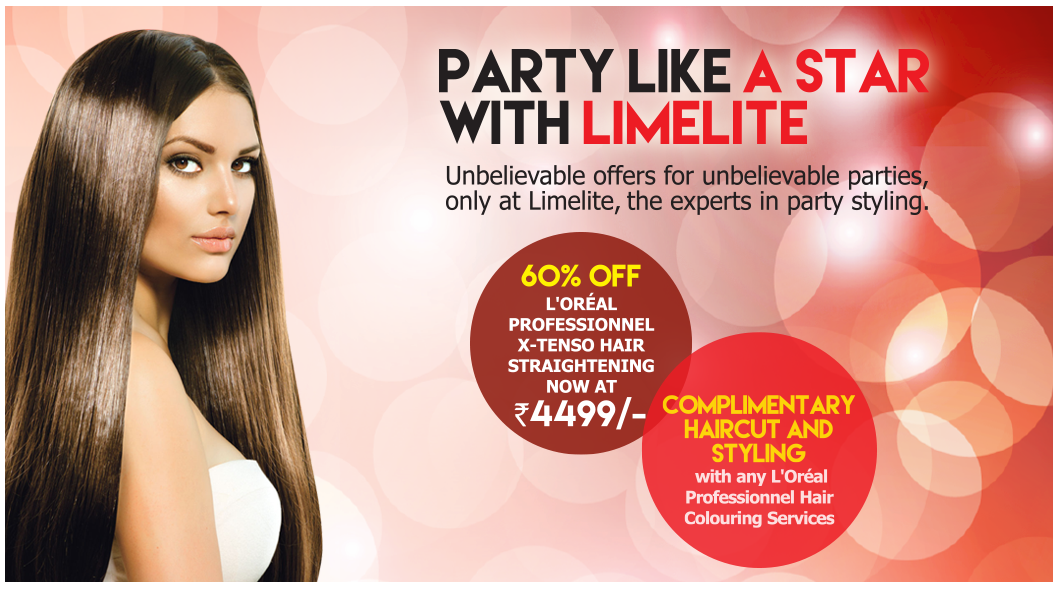 PARTY LIKE A STAR
WITH LIMELITE
Unbelievable offers for unbelievable parties,
only at Limelite, the experts in party styling.
60% OFF
L'ORÉAL
PROFESSIONNEL
X-TENSO HAIR
STRAIGHTENING
NOW AT
₹4499/-
COMPLIMENTARY
HAIRCUT AND
STYLING
with any L'Oréal
Professionnel Hair
Colouring Services